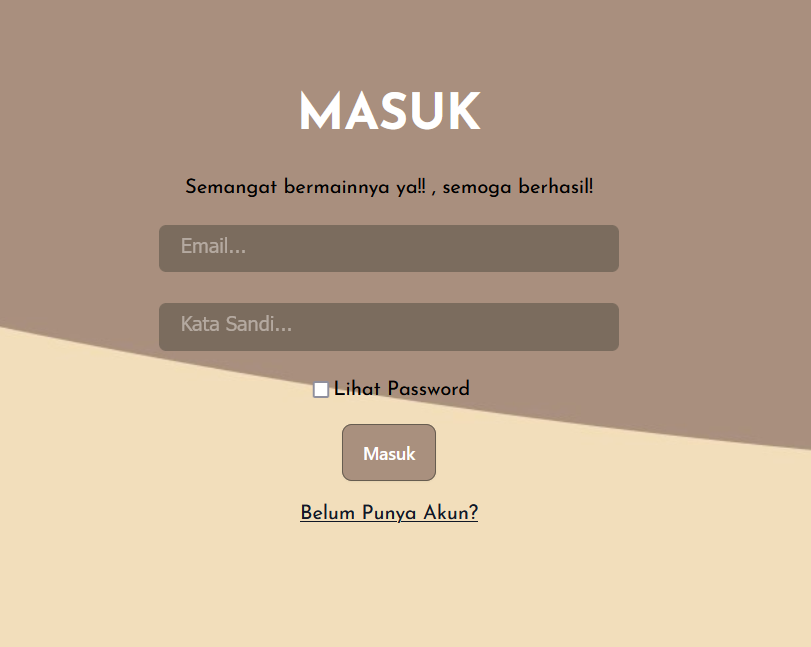 MASUK
Semangat bermainnya ya!! , semoga berhasil!
Email...
Kata Sandi...
Lihat Password
Masuk
Belum Punya Akun?